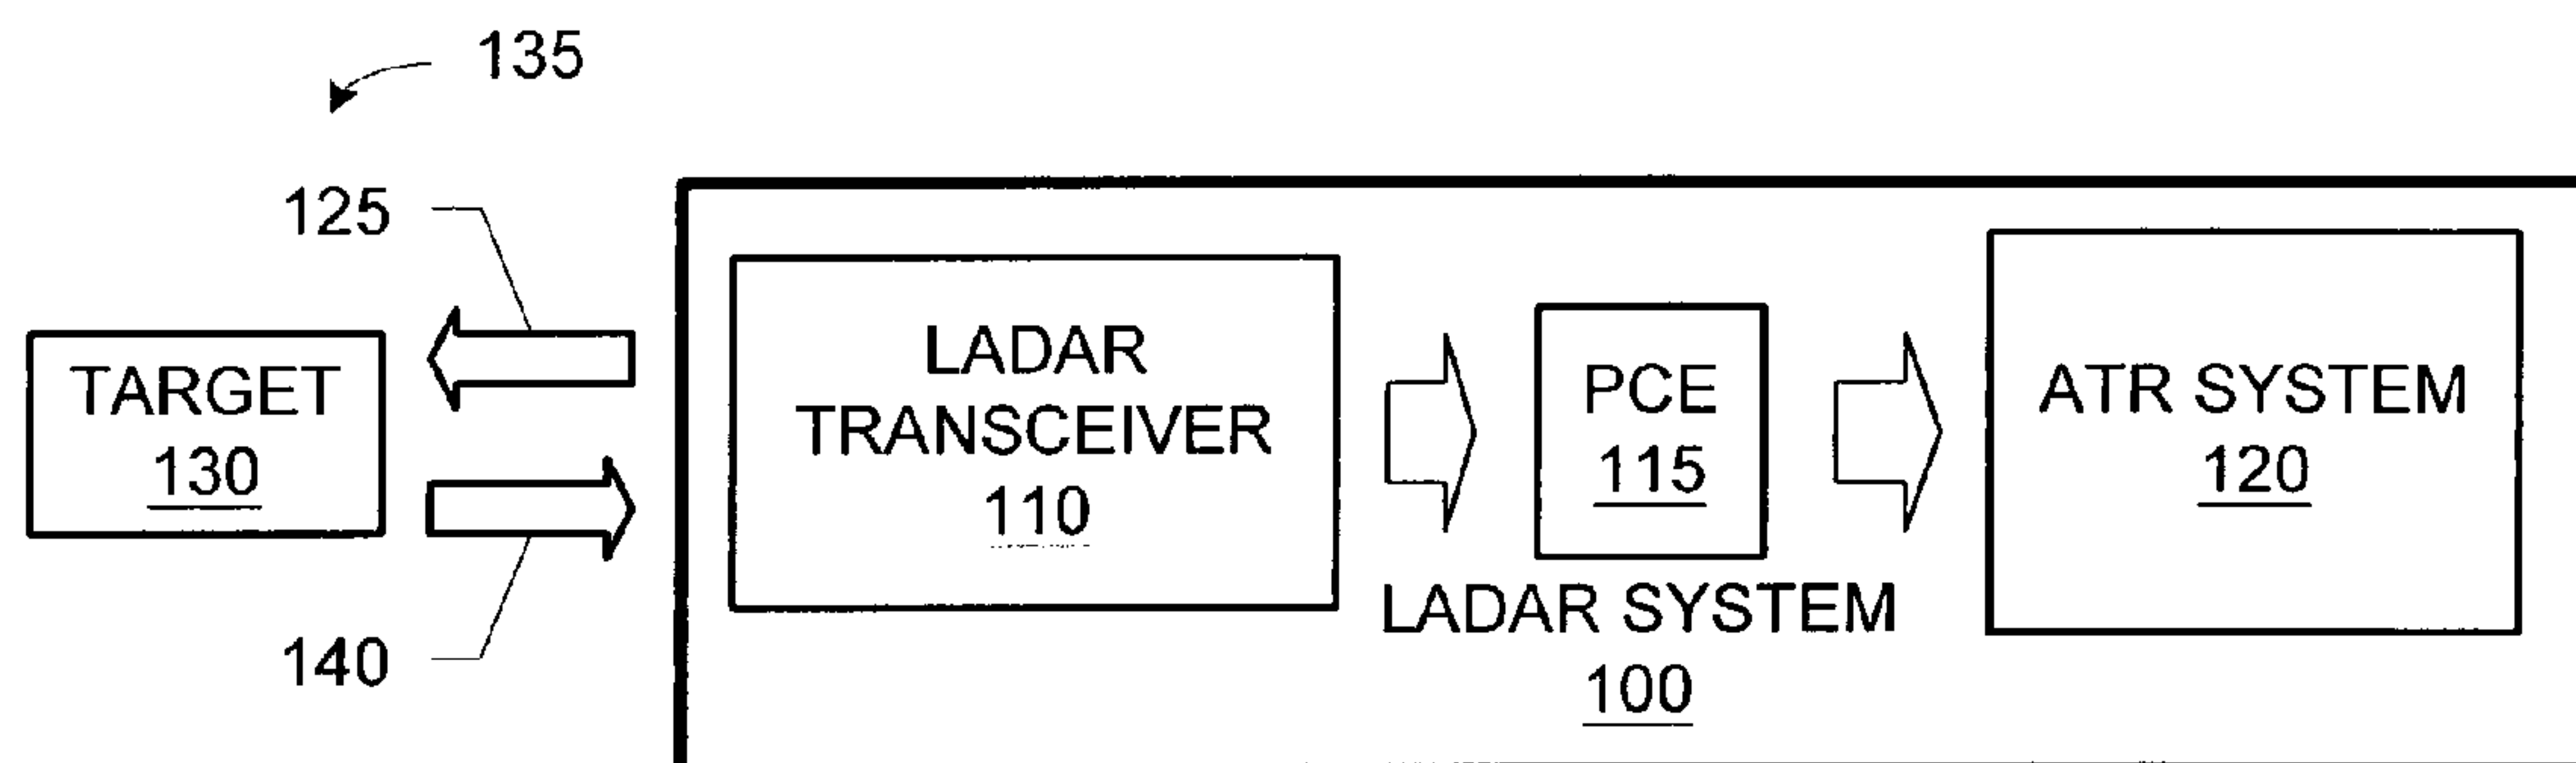 135
125
TARGET
130
140
LADAR
TRANSCEIVER
110
PCE
115
ATR SYSTEM
120
LADAR SYSTEM
100